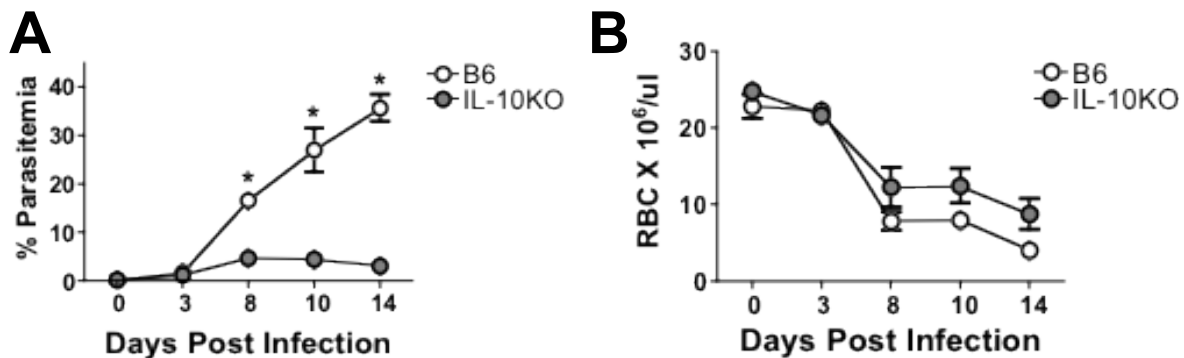 A
% Parasitemia
40
30
20
10
0
* * *
0 3 8 10 14
Days Post Infection
B6
IL-10KO
B
RBC X 10⁶/ul
30
20
10
0
0 3 8 10 14
Days Post Infection
B6
IL-10KO